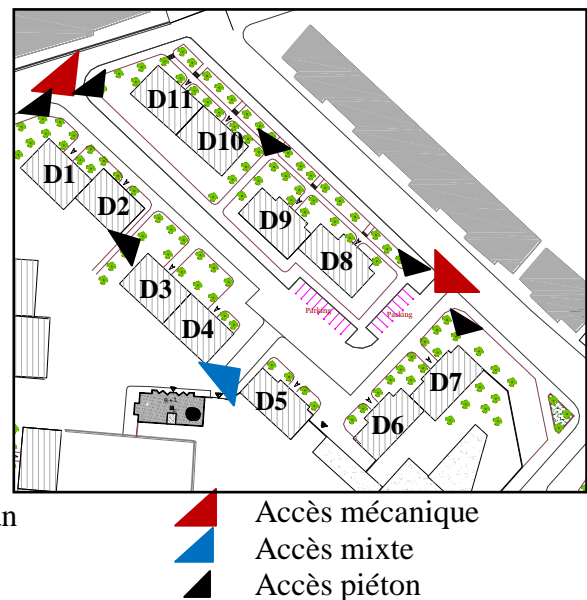 D11
D10
D1
D2
D9
D8
D3
D4
Parking
Parking
D7
D5
D6
Accès mécanique
Accès mixte
Accès piéton